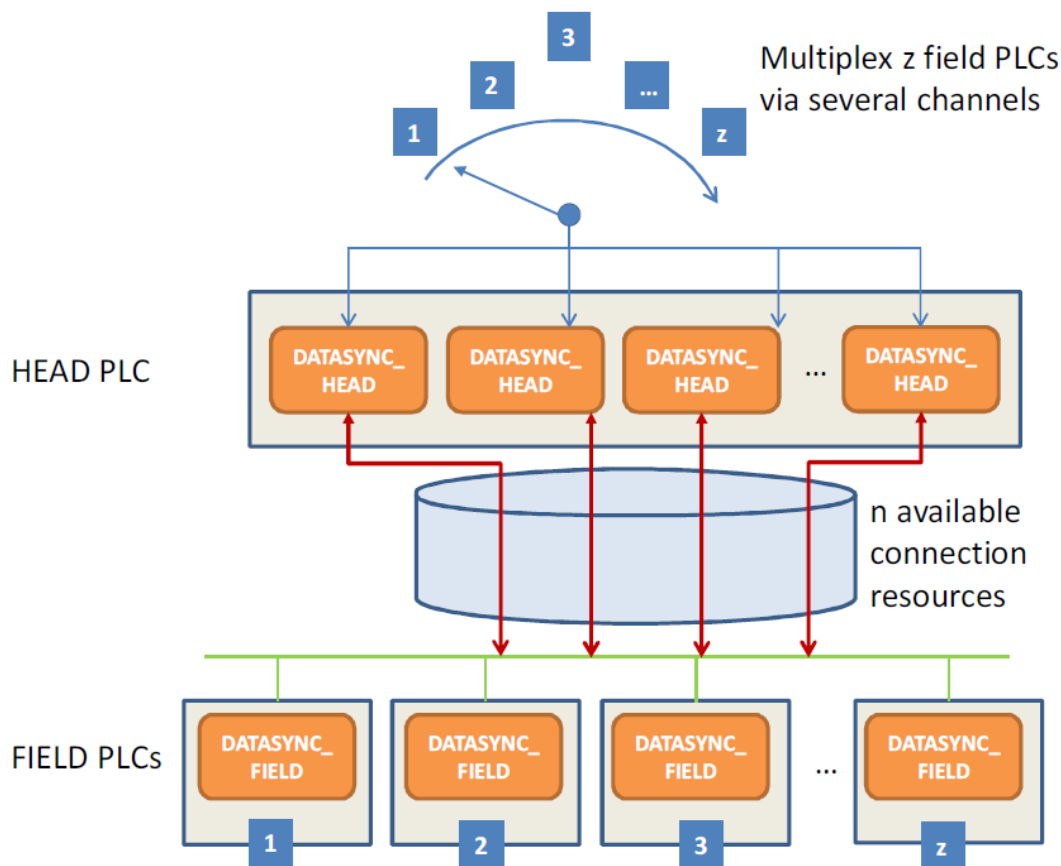 3
Multiplex z field PLCs
via several channels
2
...
1
z
HEAD PLC
DATASYNC_
HEAD
DATASYNC_
HEAD
DATASYNC_
HEAD
...
DATASYNC_
HEAD
n available
connection
resources
FIELD PLCs
DATASYNC_
FIELD
DATASYNC_
FIELD
DATASYNC_
FIELD
...
DATASYNC_
FIELD
1
2
3
z